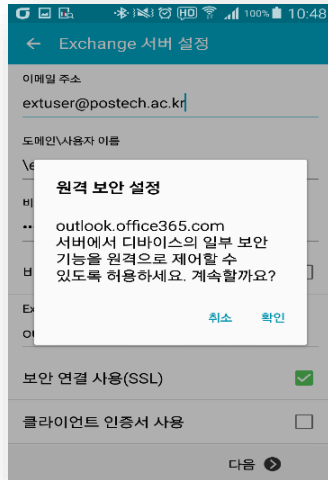 100% 10:48
Exchange 서버 설정
이메일 주소
extuser@postech.ac.kr
도메인\사용자 이름
\e
원격 보안 설정
outlook.office365.com
서버에서 디바이스의 일부 보안
기능을 원격으로 제어할 수
있도록 허용하세요. 계속할까요?
취소 확인
Ex
ou
보안 연결 사용(SSL)
클라이언트 인증서 사용
다음